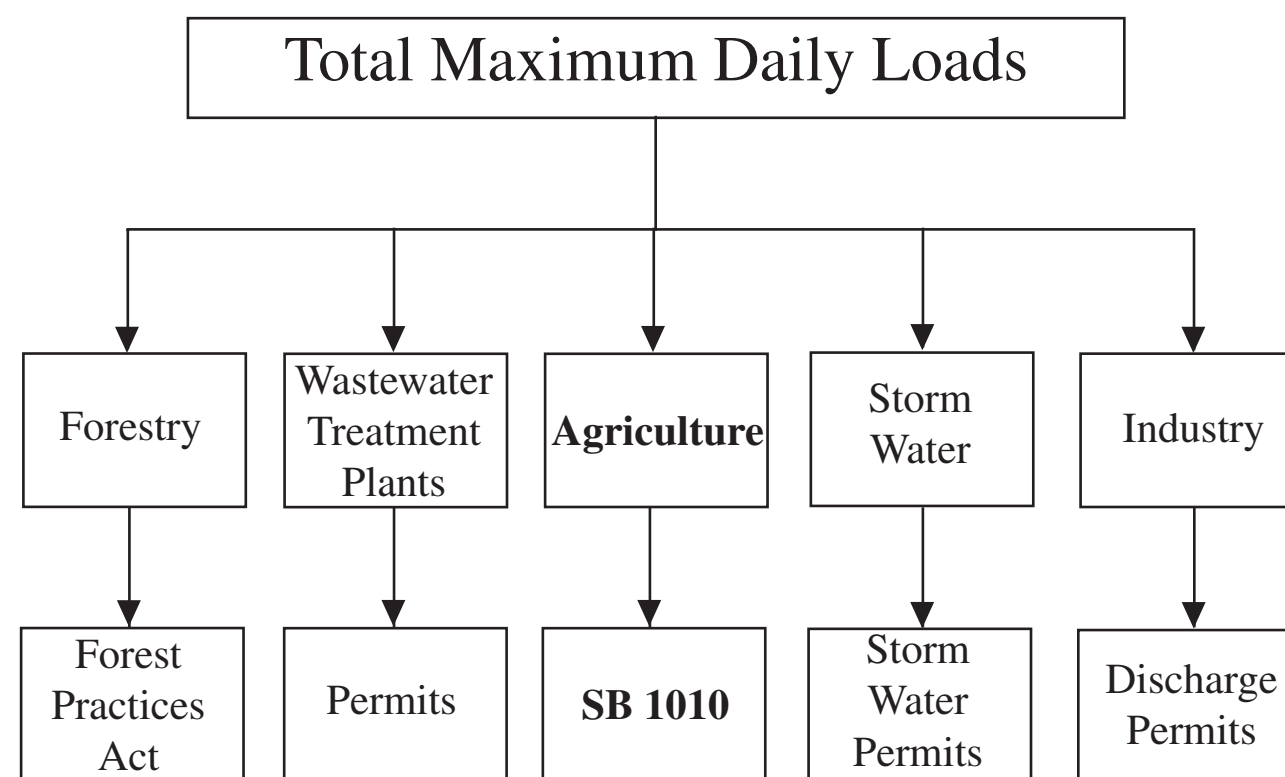 Total Maximum Daily Loads
Forestry
Wastewater
Treatment
Plants
Agriculture
Storm
Water
Industry
Forest
Practices
Act
Permits
SB 1010
Storm
Water
Permits
Discharge
Permits